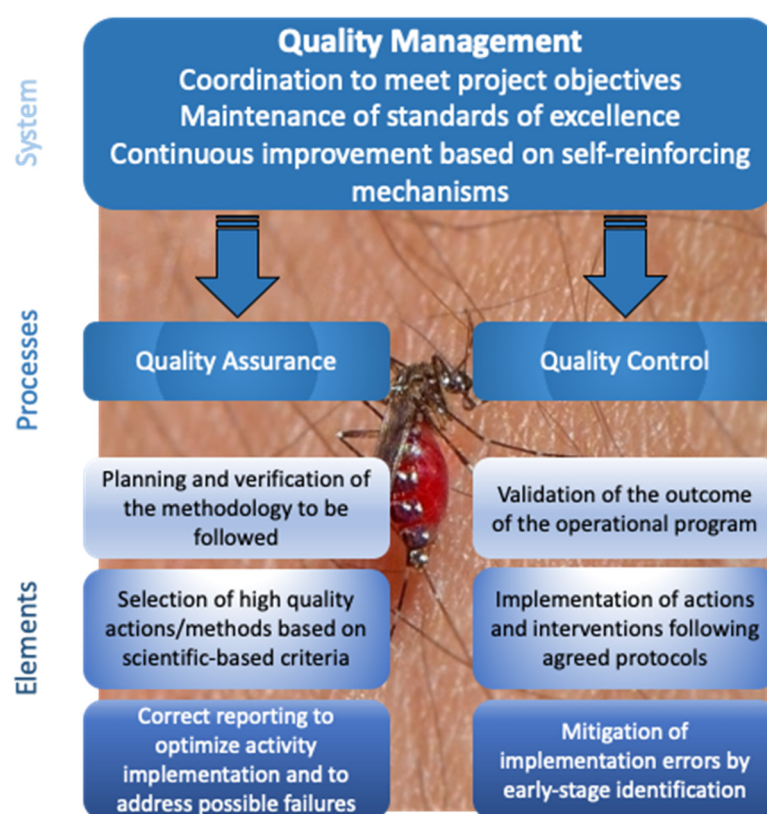 System
Quality Management
Coordination to meet project objectives
Maintenance of standards of excellence
Continuous improvement based on self-reinforcing
mechanisms
Processes
Quality Assurance
Quality Control
Elements
Planning and verification of
the methodology to be
followed
Validation of the outcome
of the operational program
Selection of high quality
actions/methods based on
scientific-based criteria
Implementation of actions
and interventions following
agreed protocols
Correct reporting to
optimize activity
implementation and to
address possible failures
Mitigation of
implementation errors by
early-stage identification